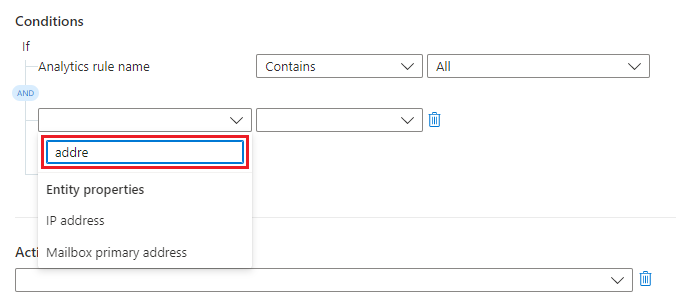 Conditions
If
Analytics rule name Contains All
AND
addre
Entity properties
IP address
Mailbox primary address
Acti